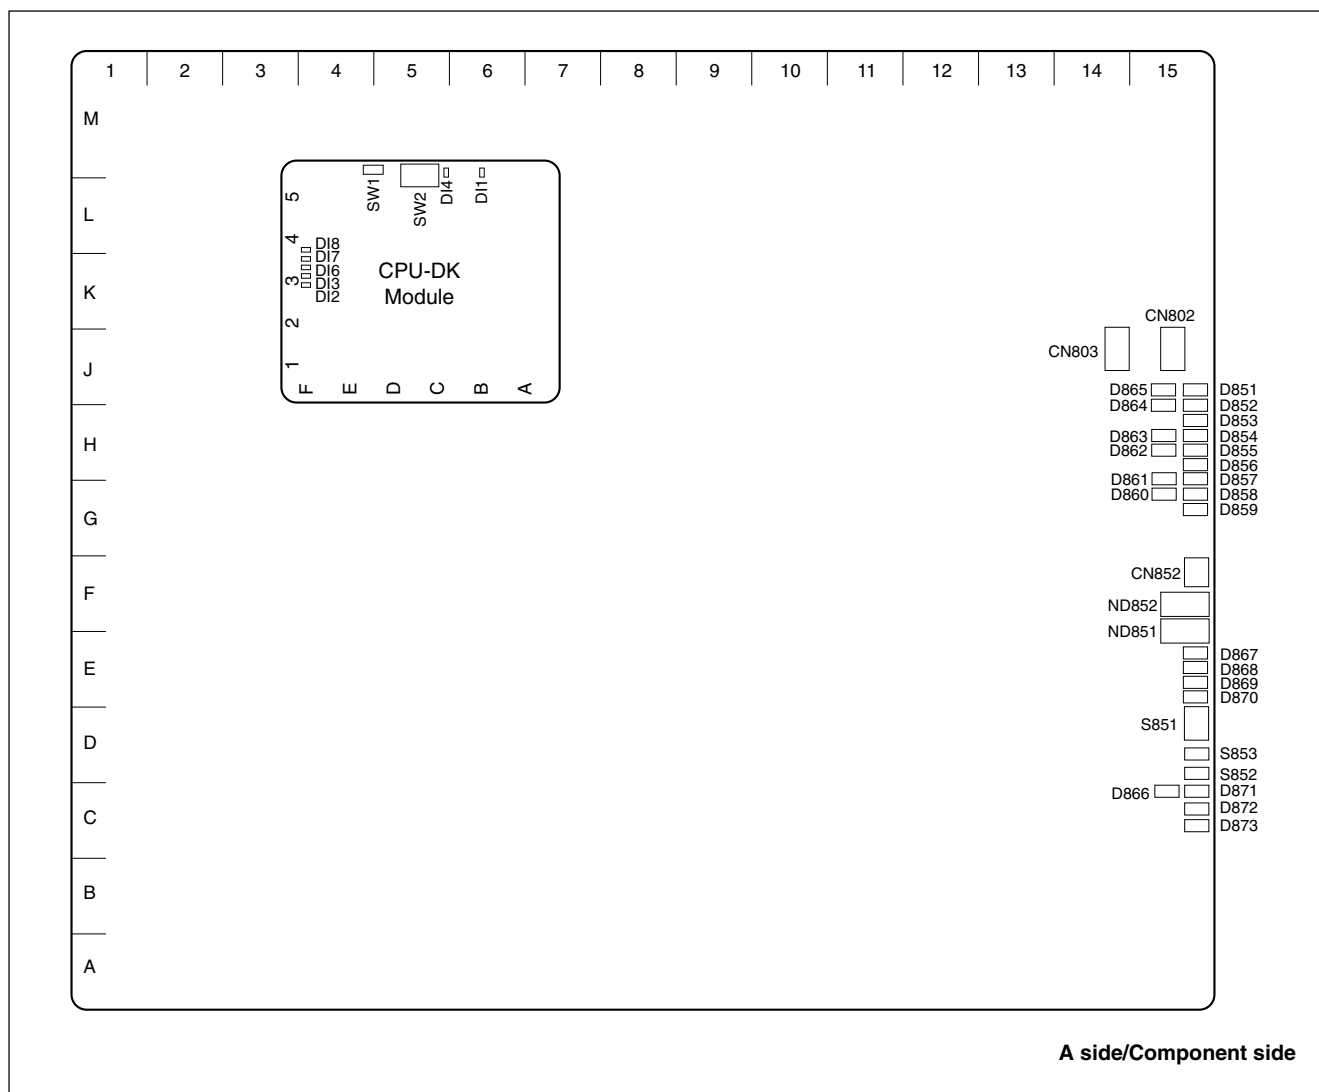 1 2 3 4 5 6 7 8 9 10 11 12 13 14 15
M
L
K
J
H
G
F
E
D
C
B
A
SW1
SW2
DI4
DI1
5
4
3
2
1
DI8
DI7
DI6
DI3
DI2
CPU-DK
Module
F E D C B A
CN802
CN803
D865 D851
D864 D852
D853
D863 D854
D862 D855
D856
D861 D857
D860 D858
D859
CN852
ND852
ND851
D867
D868
D869
D870
S851
S853
S852
D866 D871
D872
D873
A side/Component side